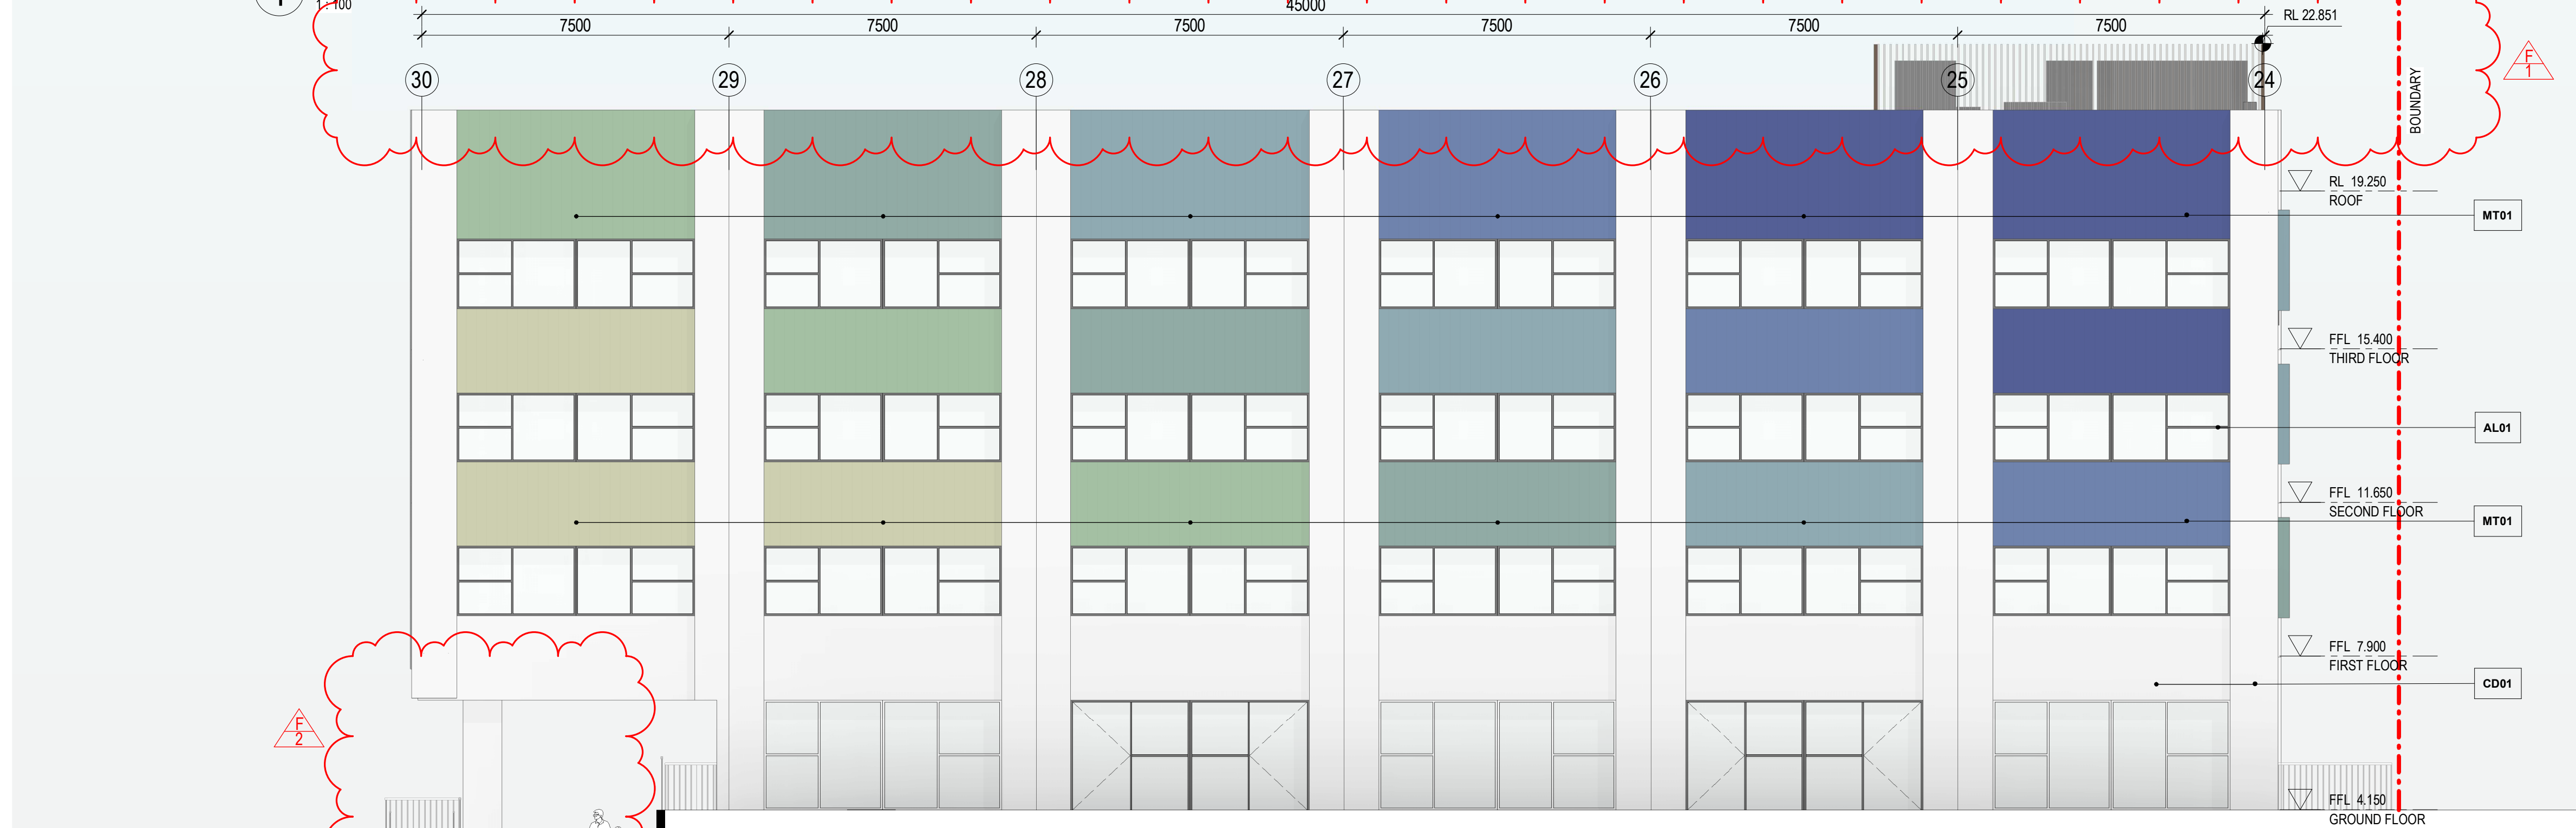 1 : 100
45000
7500 7500 7500 7500 7500 7500
RL 22.851
30 29 28 27 26 25 24
BOUNDARY
F
1
RL 19.250
ROOF
MT01
FFL 15.400
THIRD FLOOR
AL01
FFL 11.650
SECOND FLOOR
MT01
FFL 7.900
FIRST FLOOR
CD01
F
2
FFL 4.150
GROUND FLOOR